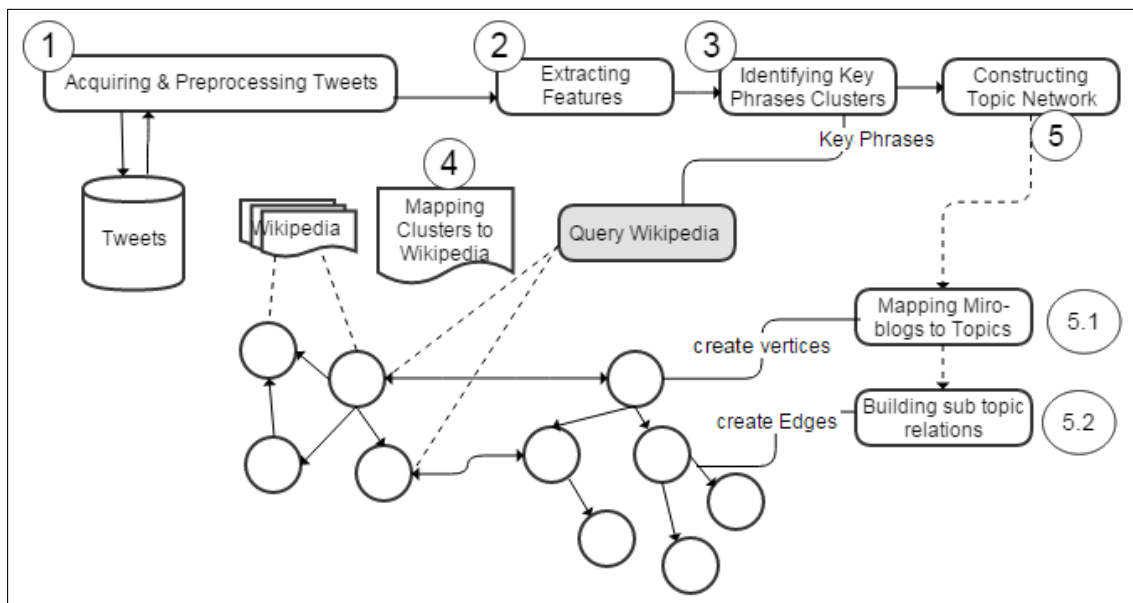 1
Acquiring & Preprocessing Tweets
2
Extracting
Features
3
Identifying Key
Phrases Clusters
Constructing
Topic Network
5
Key Phrases
4
Tweets
Wikipedia
Mapping
Clusters to
Wikipedia
Query Wikipedia
Mapping Miro-
blogs to Topics
5.1
create vertices
Building sub topic
relations
5.2
create Edges